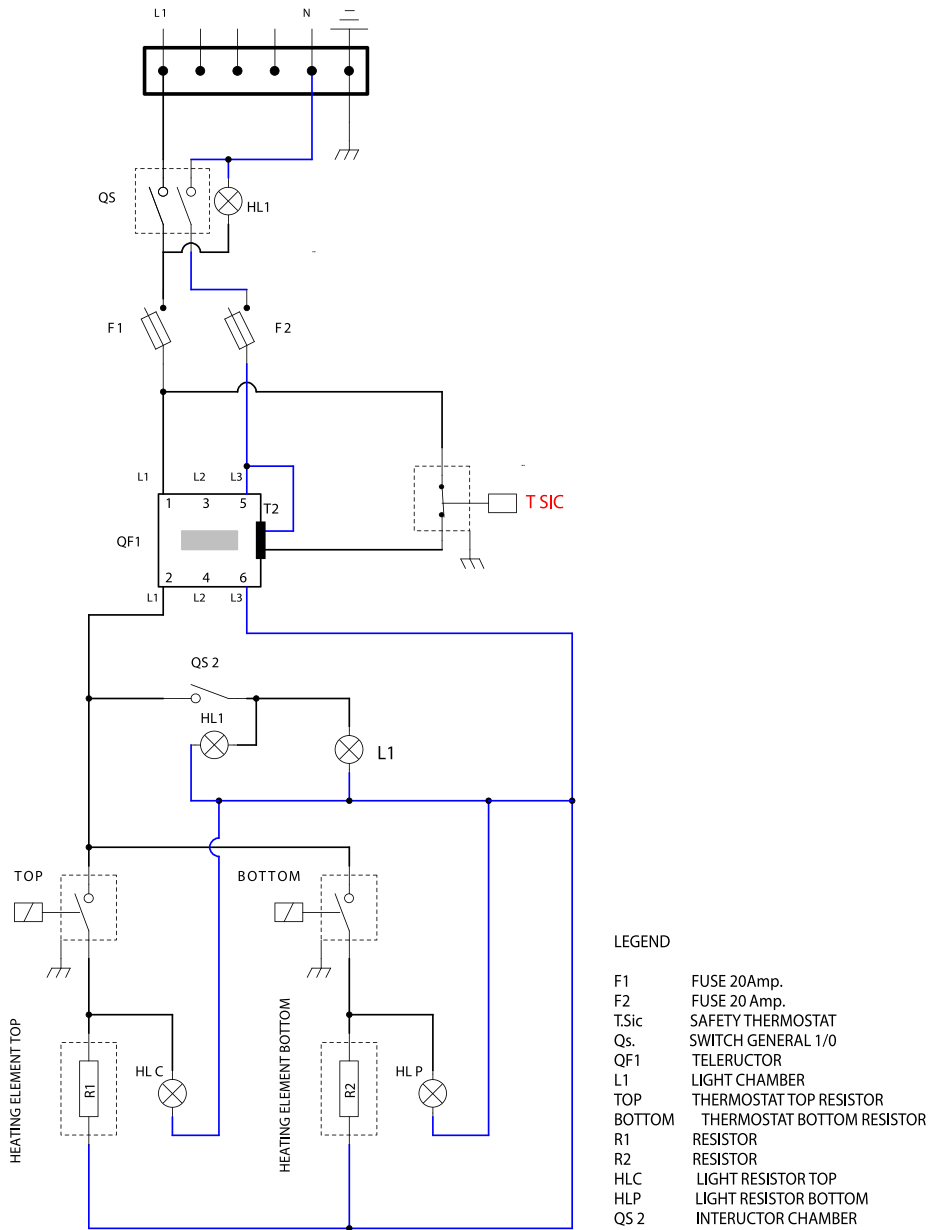 L1 N
QS
HL1
F1 F2
L1 L2 L3
1 3 5
T2
T SIC
QF1
2 4 6
L1 L2 L3
QS 2
HL1
L1
TOP BOTTOM
HEATING ELEMENT TOP
R1
HL C
HEATING ELEMENT BOTTOM
R2
HL P
LEGEND
F1 FUSE 20Amp.
F2 FUSE 20 Amp.
T.Sic SAFETY THERMOSTAT
Qs. SWITCH GENERAL 1/0
QF1 TELERUCTOR
L1 LIGHT CHAMBER
TOP THERMOSTAT TOP RESISTOR
BOTTOM THERMOSTAT BOTTOM RESISTOR
R1 RESISTOR
R2 RESISTOR
HLC LIGHT RESISTOR TOP
HLP LIGHT RESISTOR BOTTOM
QS 2 INTERUCTOR CHAMBER